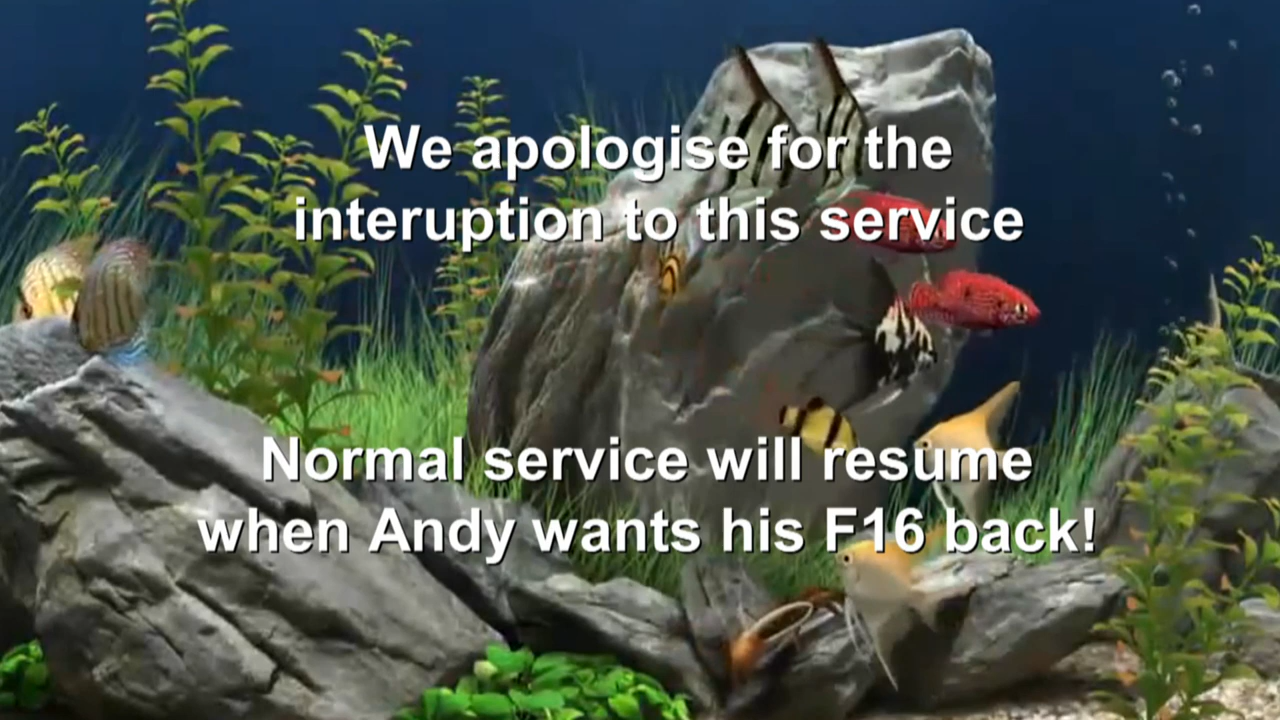 We apologise for the
interuption to this service
Normal service will resume
when Andy wants his F16 back!